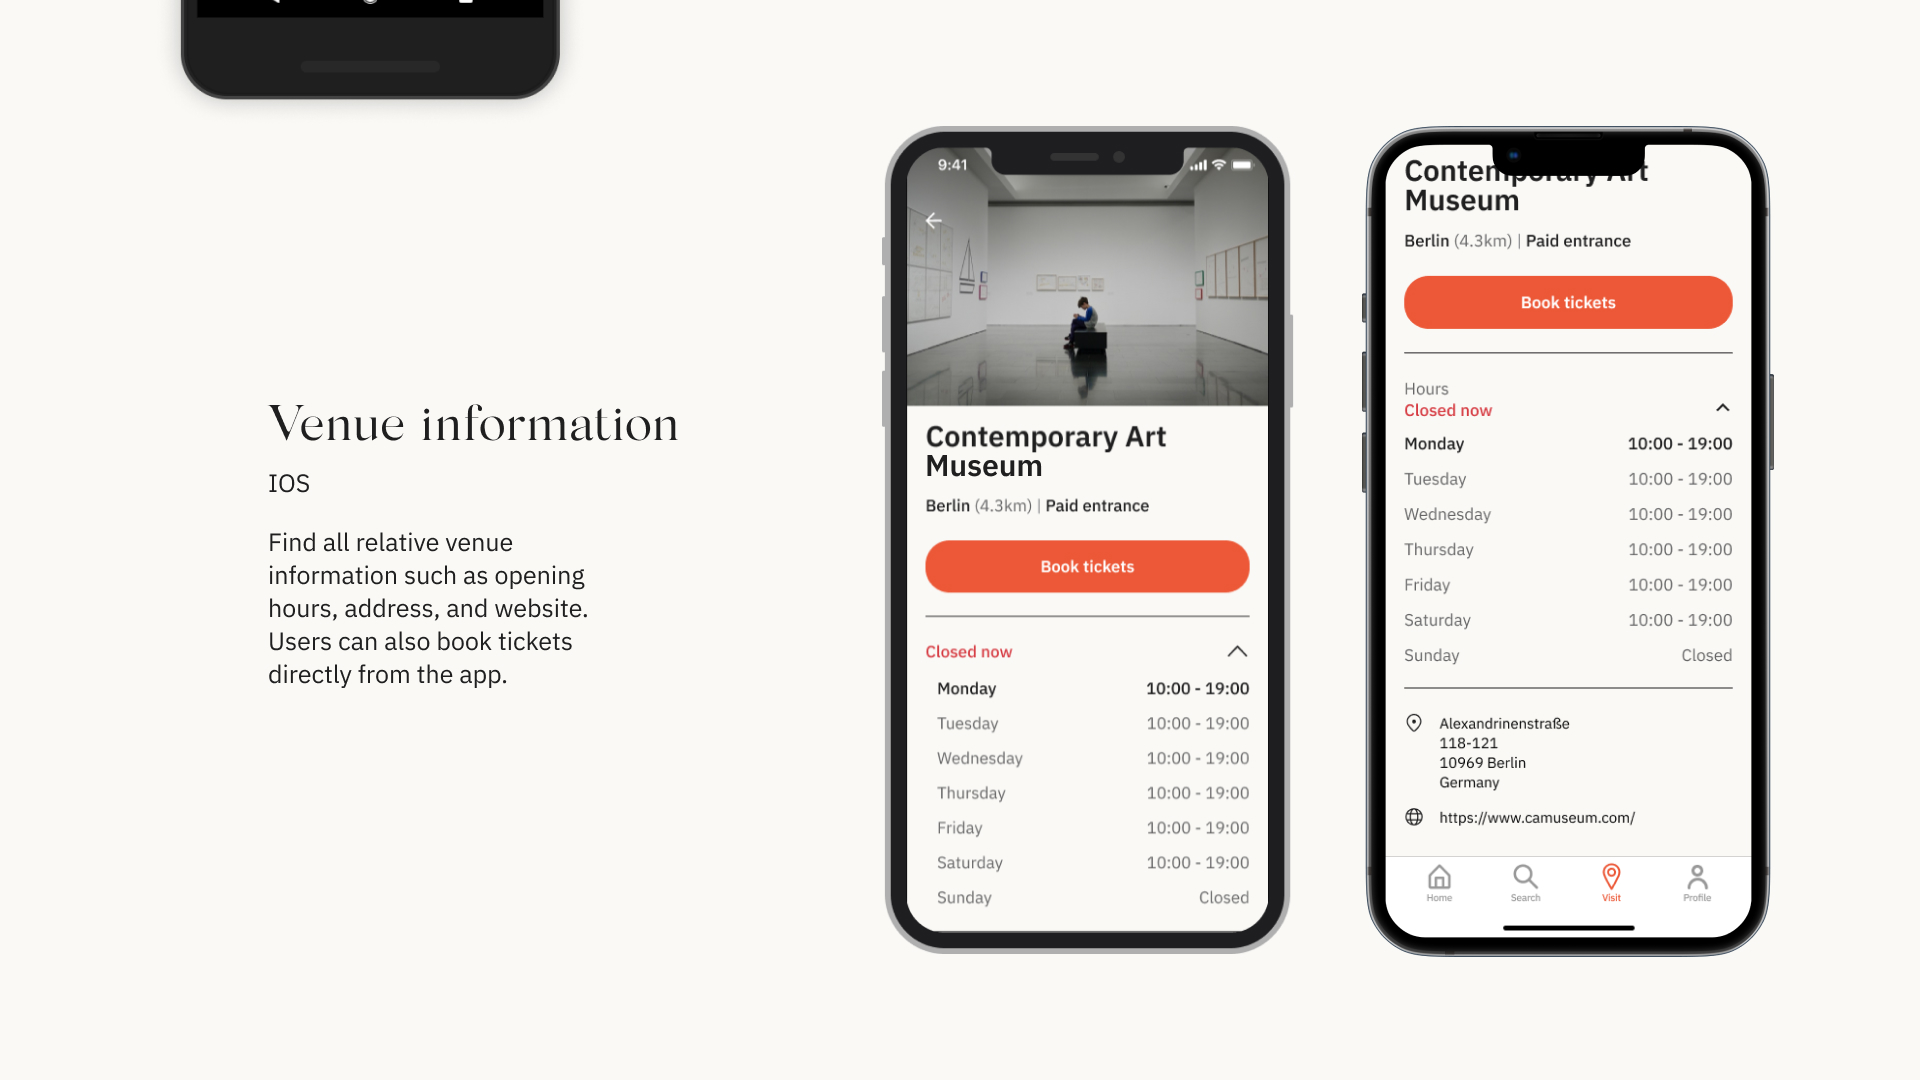 Venue information
IOS
Find all relative venue
information such as opening
hours, address, and website.
Users can also book tickets
directly from the app.
9:41
Contemporary Art
Museum
Berlin (4.3km) | Paid entrance
Book tickets
Closed now
Monday 10:00 - 19:00
Tuesday 10:00 - 19:00
Wednesday 10:00 - 19:00
Thursday 10:00 - 19:00
Friday 10:00 - 19:00
Saturday 10:00 - 19:00
Sunday Closed
Contemporary Art
Museum
Berlin (4.3km) | Paid entrance
Book tickets
Hours
Closed now
Monday 10:00 - 19:00
Tuesday 10:00 - 19:00
Wednesday 10:00 - 19:00
Thursday 10:00 - 19:00
Friday 10:00 - 19:00
Saturday 10:00 - 19:00
Sunday Closed
Alexandrinenstraße
118-121
10969 Berlin
Germany
https://www.camuseum.com/
Home Search Visit Profile